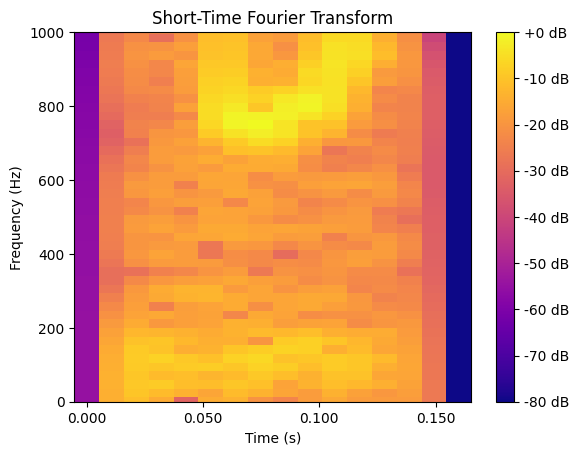 Short-Time Fourier Transform
Frequency (Hz)
1000
800
600
400
200
0
0.000 0.050 0.100 0.150
Time (s)
+0 dB
-10 dB
-20 dB
-30 dB
-40 dB
-50 dB
-60 dB
-70 dB
-80 dB